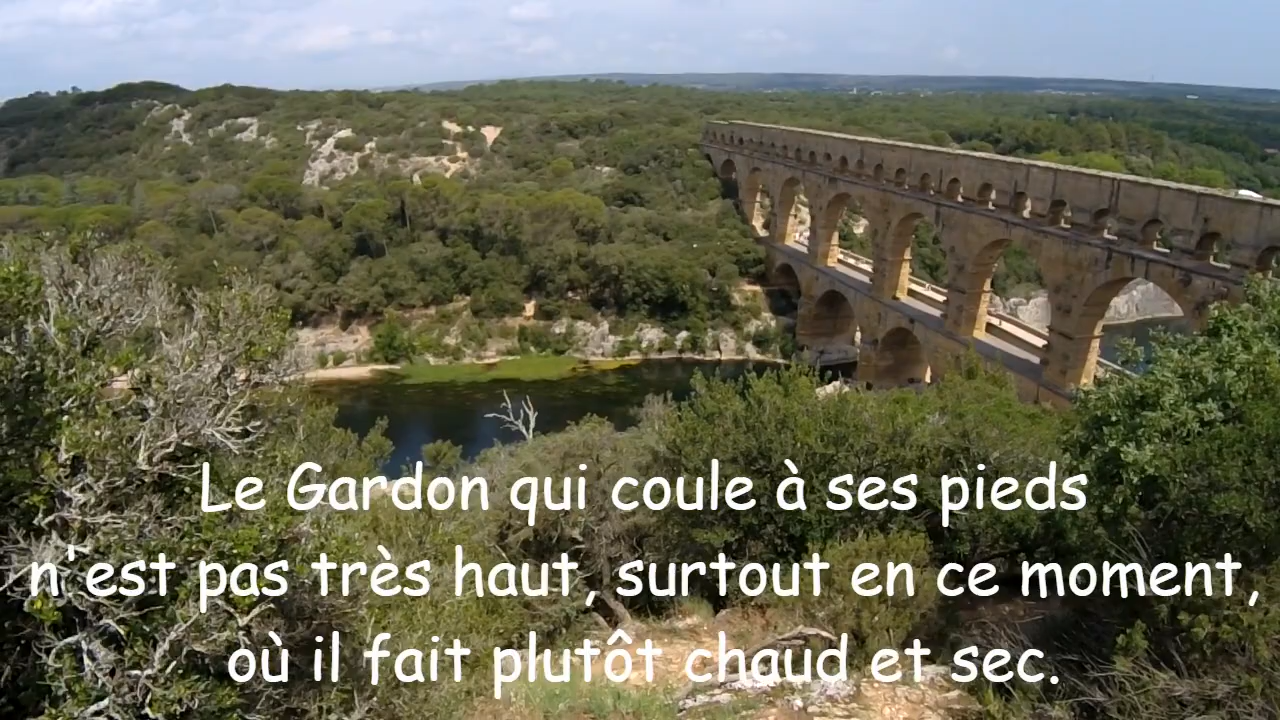 Le Gardon qui coule à ses pieds
n'est pas très haut, surtout en ce moment,
où il fait plutôt chaud et sec.